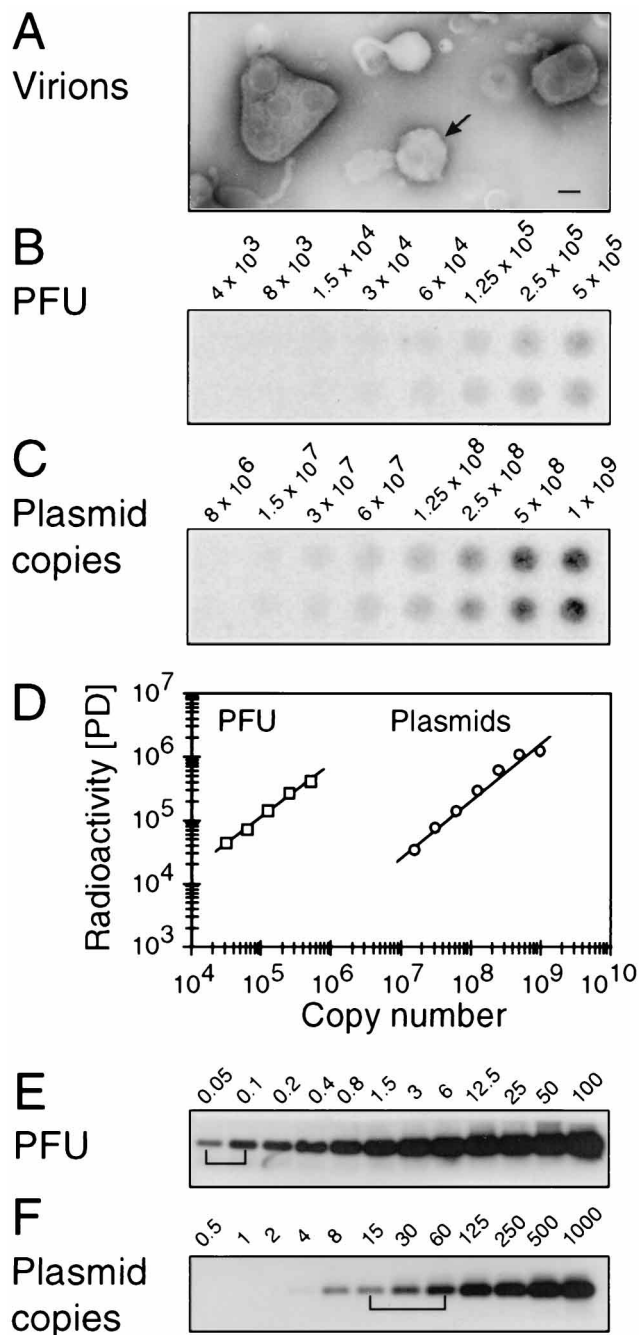 A
Virions
B
PFU
4 x 10³ 8 x 10³ 1.5 x 10⁴ 3 x 10⁴ 6 x 10⁴ 1.25 x 10⁵ 2.5 x 10⁵ 5 x 10⁵
C
Plasmid
copies
8 x 10⁶ 1.5 x 10⁷ 3 x 10⁷ 6 x 10⁷ 1.25 x 10⁸ 2.5 x 10⁸ 5 x 10⁸ 1 x 10⁹
D
Radioactivity [PD]
10⁷
10⁶
10⁵
10⁴
10³
PFU Plasmids
10⁴ 10⁵ 10⁶ 10⁷ 10⁸ 10⁹ 10¹⁰
Copy number
E
PFU
0.05 0.1 0.2 0.4 0.8 1.5 3 6 12.5 25 50 100
F
Plasmid
copies
0.5 1 2 4 8 15 30 60 125 250 500 1000